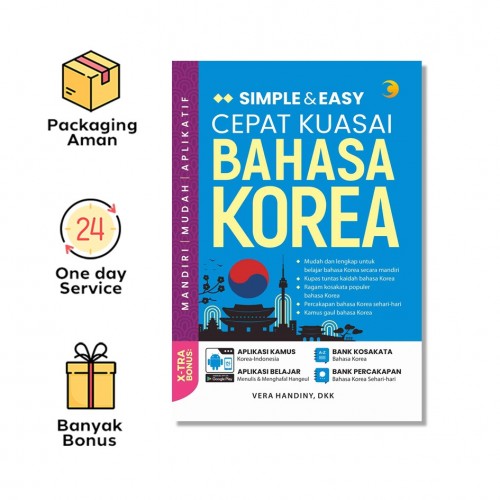 Packaging
Aman
24
One day
Service
Banyak
Bonus
MANDIRI | MUDAH | APLIKATIF
SIMPLE & EASY
CEPAT KUASAI
BAHASA
KOREA
• Mudah dan lengkap untuk
belajar bahasa Korea secara mandiri
• Kupas tuntas kaidah bahasa Korea
• Ragam kosakata populer
bahasa Korea
• Percakapan bahasa Korea sehari-hari
• Kamus gaul bahasa Korea
X-TRA
BONUS:
APLIKASI KAMUS
Korea-Indonesia
APLIKASI BELAJAR
Menulis & Menghafal Hangeul
Google Play
BANK KOSAKATA
Bahasa Korea
BANK PERCAKAPAN
Bahasa Korea Sehari-hari
VERA HANDINY, DKK